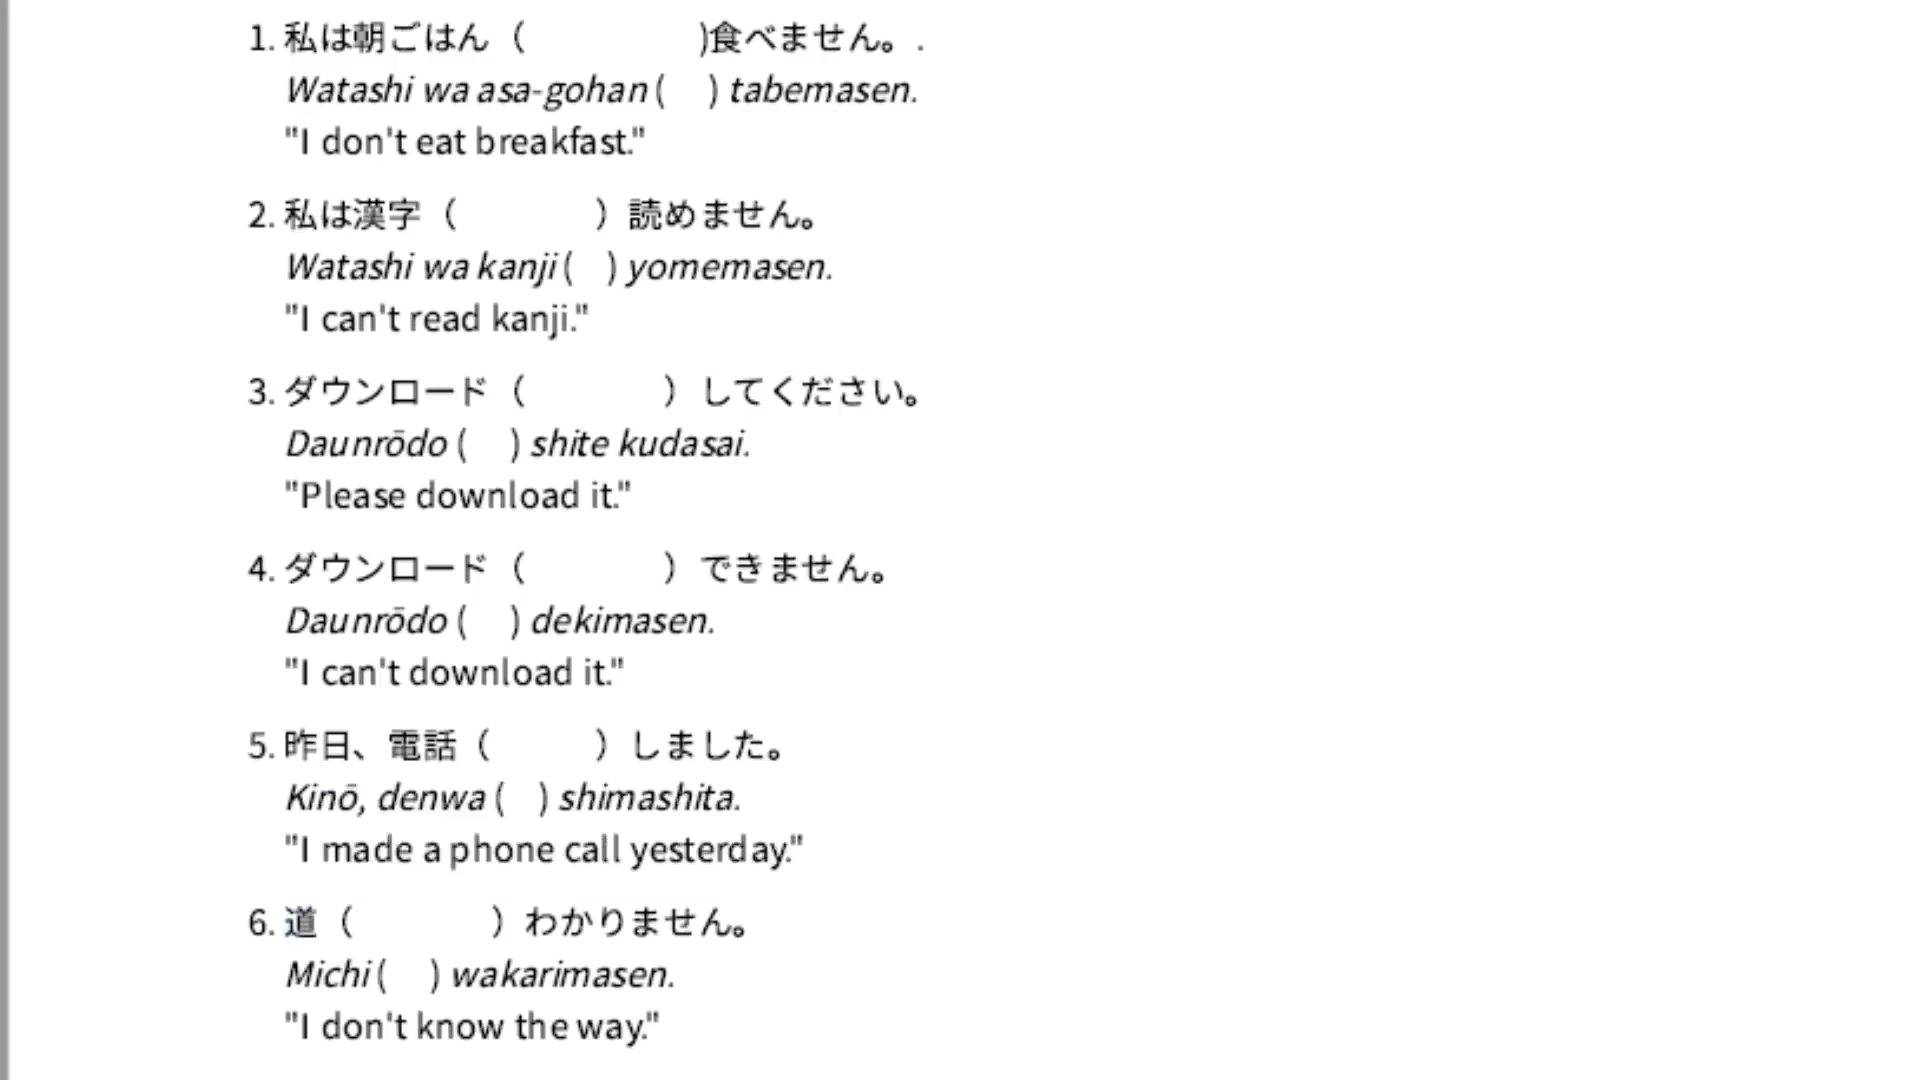 1. 私は朝ごはん（ )食べません。.
Watashi wa asa-gohan ( ) tabemasen.
"I don't eat breakfast."
2. 私は漢字（ ）読めません。
Watashi wa kanji ( ) yomemasen.
"I can't read kanji."
3. ダウンロード（ ）してください。
Daunrōdo ( ) shite kudasai.
"Please download it."
4. ダウンロード（ ）できません。
Daunrōdo ( ) dekimasen.
"I can't download it."
5. 昨日、電話（ ）しました。
Kinō, denwa ( ) shimashita.
"I made a phone call yesterday."
6. 道（ ）わかりません。
Michi ( ) wakarimasen.
"I don't know the way."